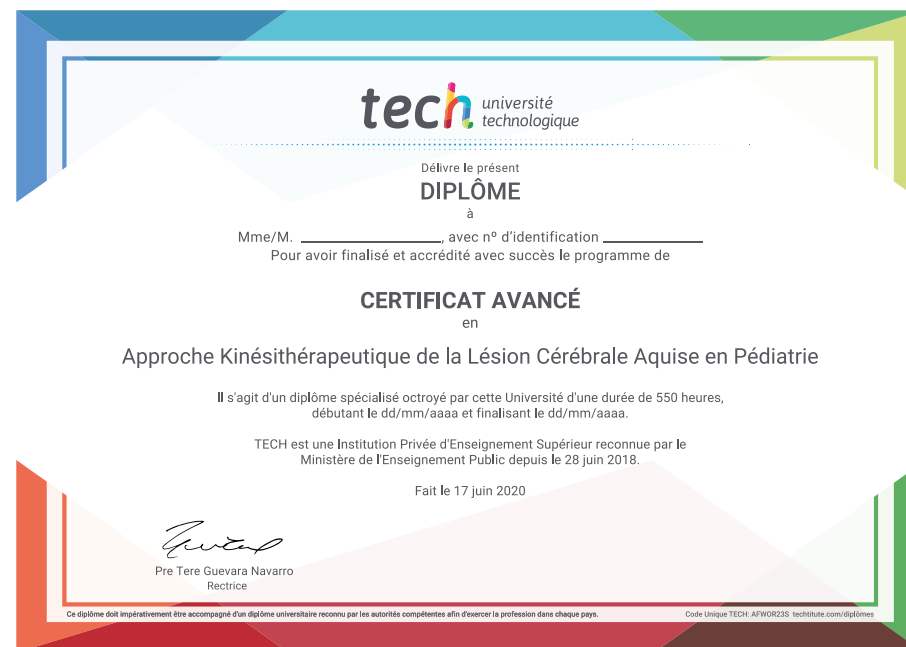 tech université
technologique
Délivre le présent
DIPLÔME
à
Mme/M. ____________________, avec nº d'identification ______________
Pour avoir finalisé et accrédité avec succès le programme de
CERTIFICAT AVANCÉ
en
Approche Kinésithérapeutique de la Lésion Cérébrale Aquise en Pédiatrie
Il s'agit d'un diplôme spécialisé octroyé par cette Université d'une durée de 550 heures,
débutant le dd/mm/aaaa et finalisant le dd/mm/aaaa.
TECH est une Institution Privée d'Enseignement Supérieur reconnue par le
Ministère de l'Enseignement Public depuis le 28 juin 2018.
Fait le 17 juin 2020
Pre Tere Guevara Navarro
Rectrice
Ce diplôme doit impérativement être accompagné d'un diplôme universitaire reconnu par les autorités compétentes afin d'exercer la profession dans chaque pays.
Code Unique TECH: AFWOR23S techtitute.com/diplômes